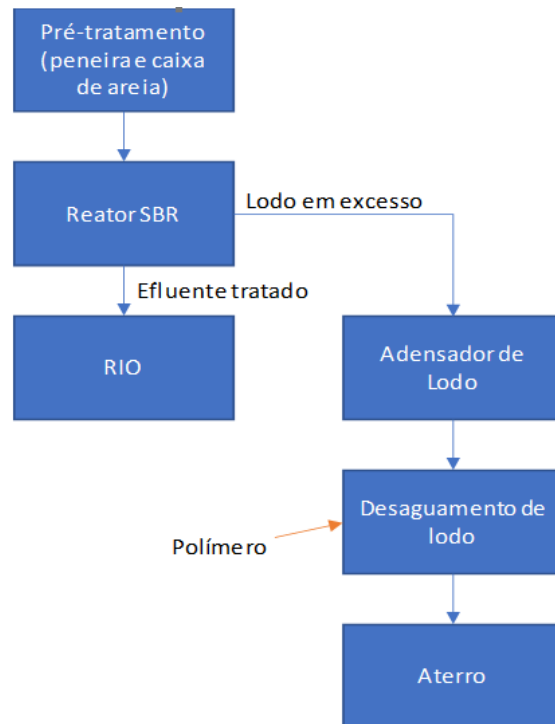 Pré-tratamento
(peneira e caixa
de areia)
Reator SBR
Lodo em excesso
Efluente tratado
RIO
Adensador de
Lodo
Desaguamento de
lodo
Polímero
Aterro